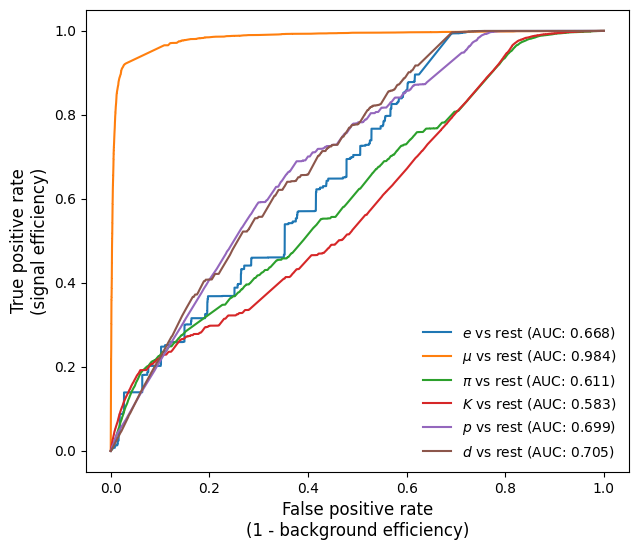 True positive rate
(signal efficiency)
1.0
0.8
0.6
0.4
0.2
0.0
e vs rest (AUC: 0.668)
μ vs rest (AUC: 0.984)
π vs rest (AUC: 0.611)
K vs rest (AUC: 0.583)
p vs rest (AUC: 0.699)
d vs rest (AUC: 0.705)
0.0 0.2 0.4 0.6 0.8 1.0
False positive rate
(1 - background efficiency)